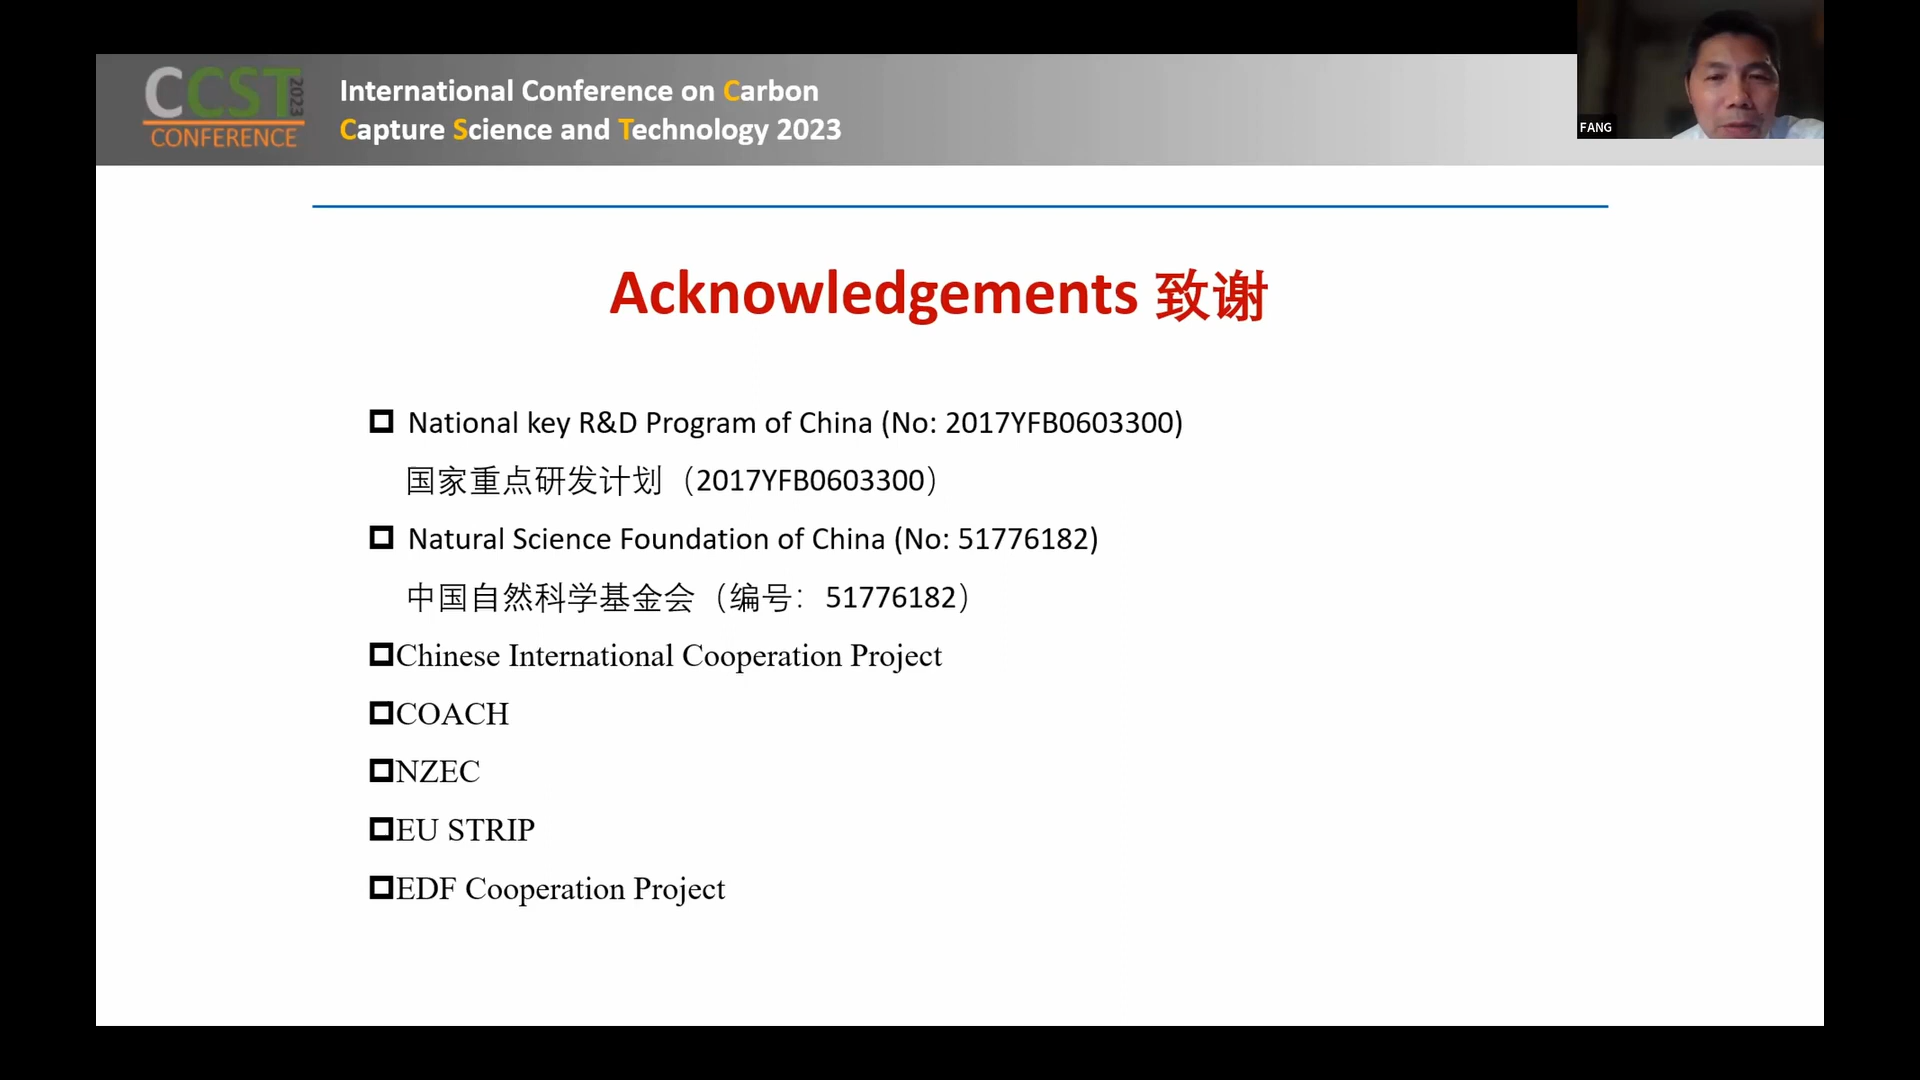 CCST 2023
CONFERENCE
International Conference on Carbon
Capture Science and Technology 2023
FANG
Acknowledgements 致谢
National key R&D Program of China (No: 2017YFB0603300)
国家重点研发计划（2017YFB0603300）
Natural Science Foundation of China (No: 51776182)
中国自然科学基金会（编号：51776182）
Chinese International Cooperation Project
COACH
NZEC
EU STRIP
EDF Cooperation Project